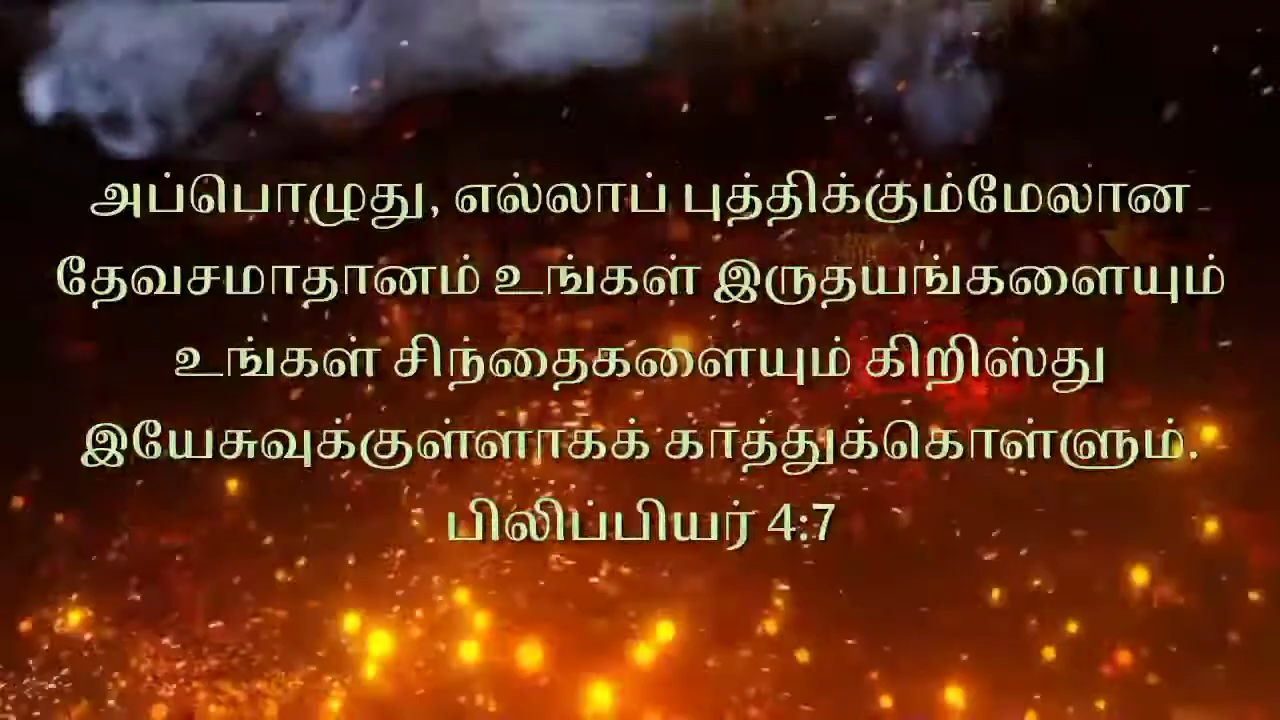 அப்பொழுது, எல்லாப் புத்திக்கும்மேலான
தேவசமாதானம் உங்கள் இருதயங்களையும்
உங்கள் சிந்தைகளையும் கிறிஸ்து
இயேசுவுக்குள்ளாகக் காத்துக்கொள்ளும்.
பிலிப்பியர் 4:7